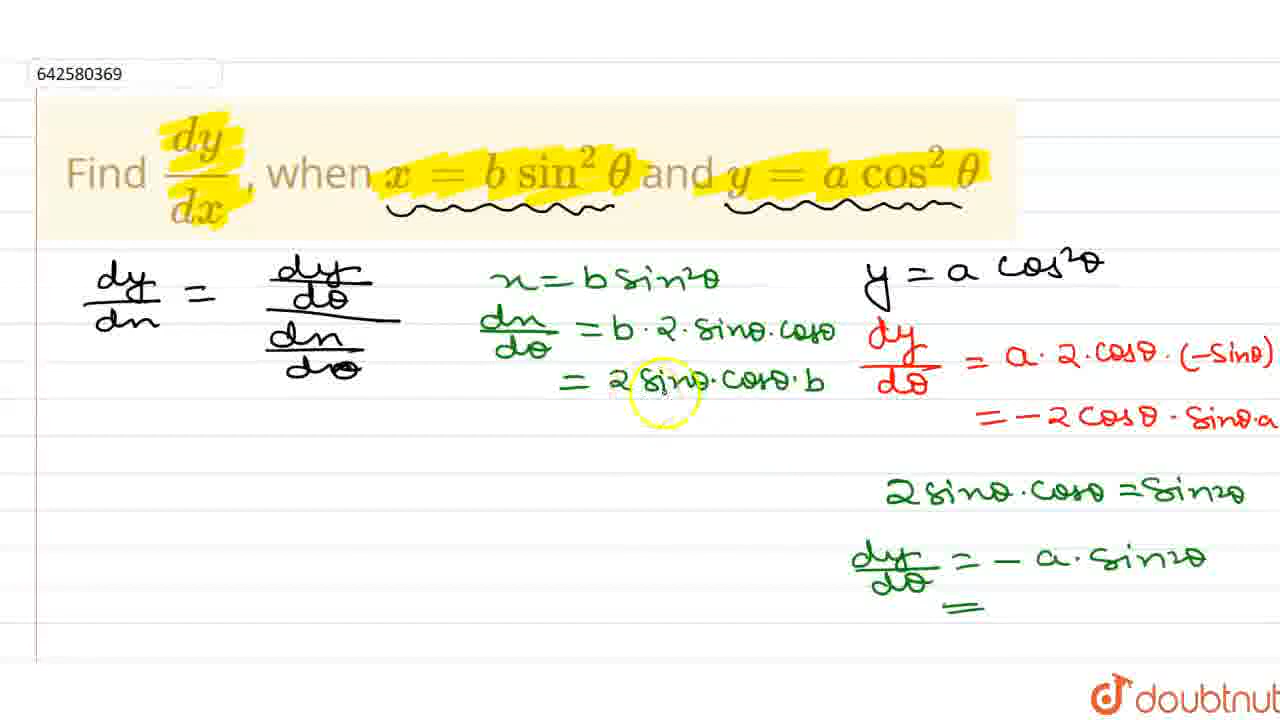 642580369
Find dy/dx, when x = b sin² θ and y = a cos² θ
dy/dx = (dy/dθ)/(dx/dθ)
x = b sin²θ
dx/dθ = b · 2 · sinθ · cosθ
= 2 sinθ · cosθ · b
y = a cos²θ
dy/dθ = a · 2 · cosθ · (-sinθ)
= - 2 cosθ · sinθ · a
2 sinθ · cosθ = sin2θ
dy/dθ = - a · sin2θ
=
doubtnut